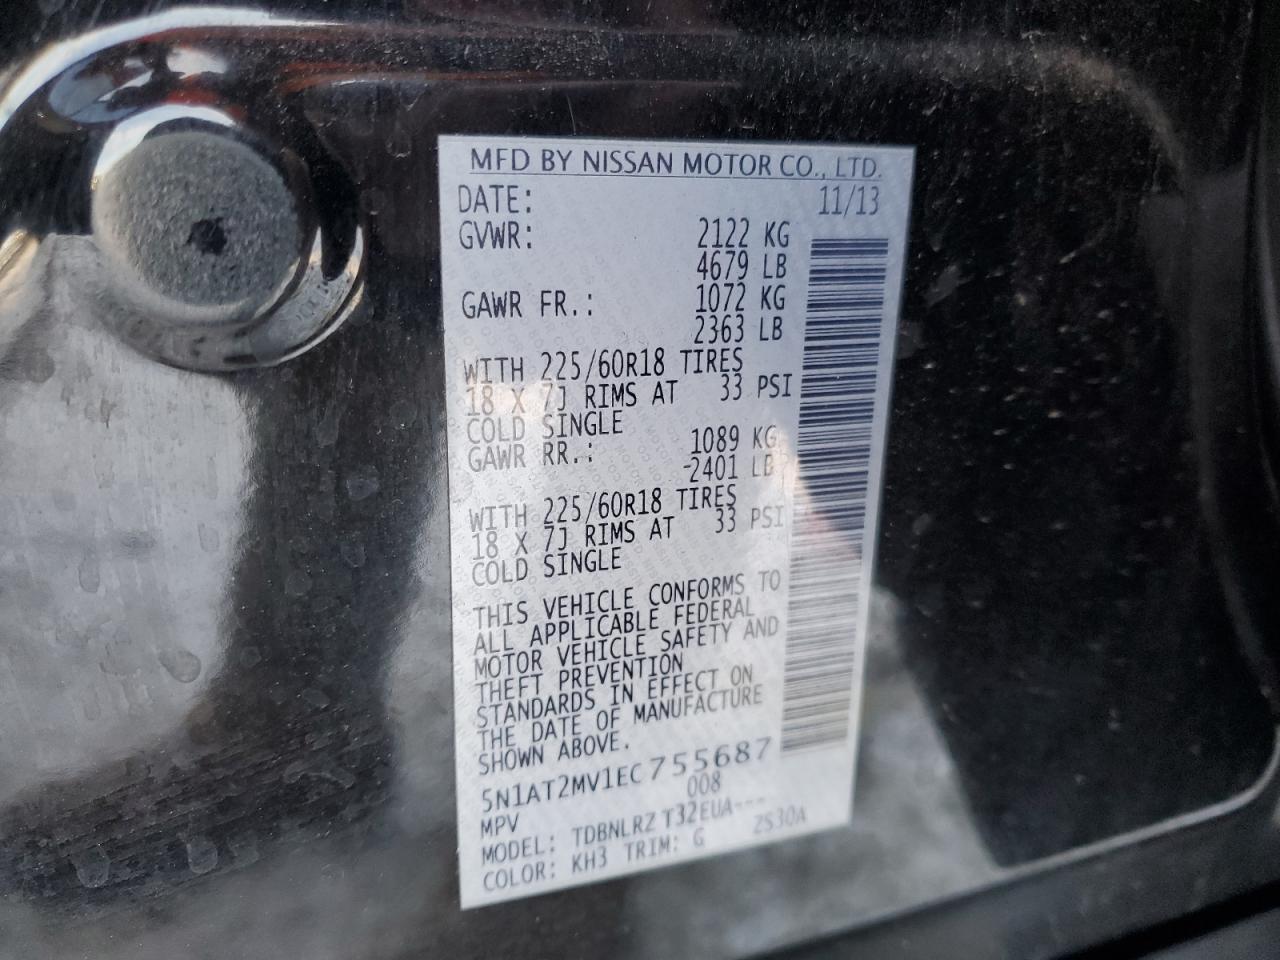 MFD BY NISSAN MOTOR CO., LTD.
DATE: 11/13
GVWR: 2122 KG
4679 LB
GAWR FR.: 1072 KG
2363 LB
WITH 225/60R18 TIRES
18 X 7J RIMS AT 33 PSI
COLD SINGLE
GAWR RR.: 1089 KG
2401 LB
WITH 225/60R18 TIRES
18 X 7J RIMS AT 33 PSI
COLD SINGLE
THIS VEHICLE CONFORMS TO
ALL APPLICABLE FEDERAL
MOTOR VEHICLE SAFETY AND
THEFT PREVENTION
STANDARDS IN EFFECT ON
THE DATE OF MANUFACTURE
SHOWN ABOVE.
5N1AT2MV1EC755687
MPV 008
MODEL: TDBNLRZ T32EUA---
COLOR: KH3 TRIM: G ZS30A